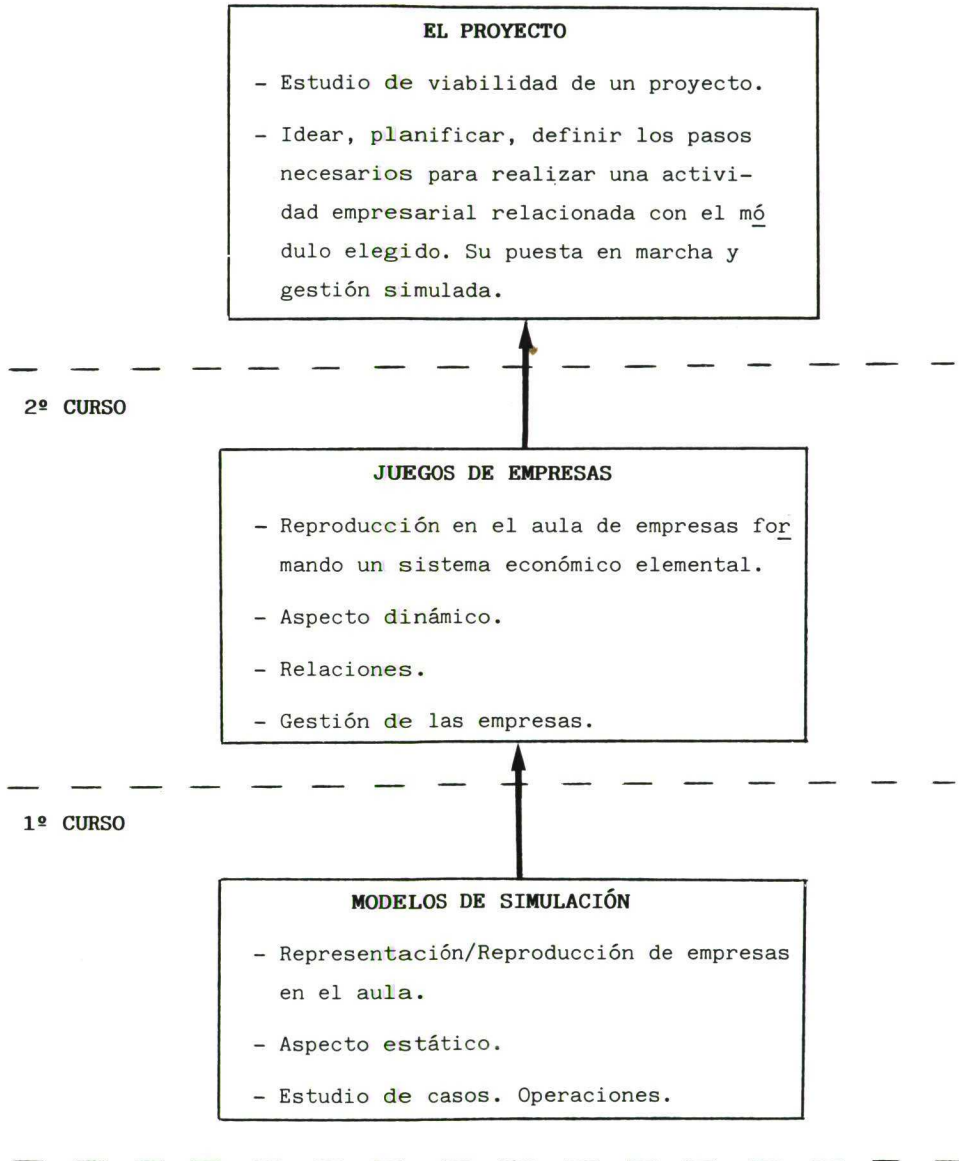 EL PROYECTO
- Estudio de viabilidad de un proyecto.
- Idear, planificar, definir los pasos
necesarios para realizar una activi-
dad empresarial relacionada con el mó
dulo elegido. Su puesta en marcha y
gestión simulada.
2º CURSO
JUEGOS DE EMPRESAS
- Reproducción en el aula de empresas for
mando un sistema económico elemental.
- Aspecto dinámico.
- Relaciones.
- Gestión de las empresas.
1º CURSO
MODELOS DE SIMULACIÓN
- Representación/Reproducción de empresas
en el aula.
- Aspecto estático.
- Estudio de casos. Operaciones.